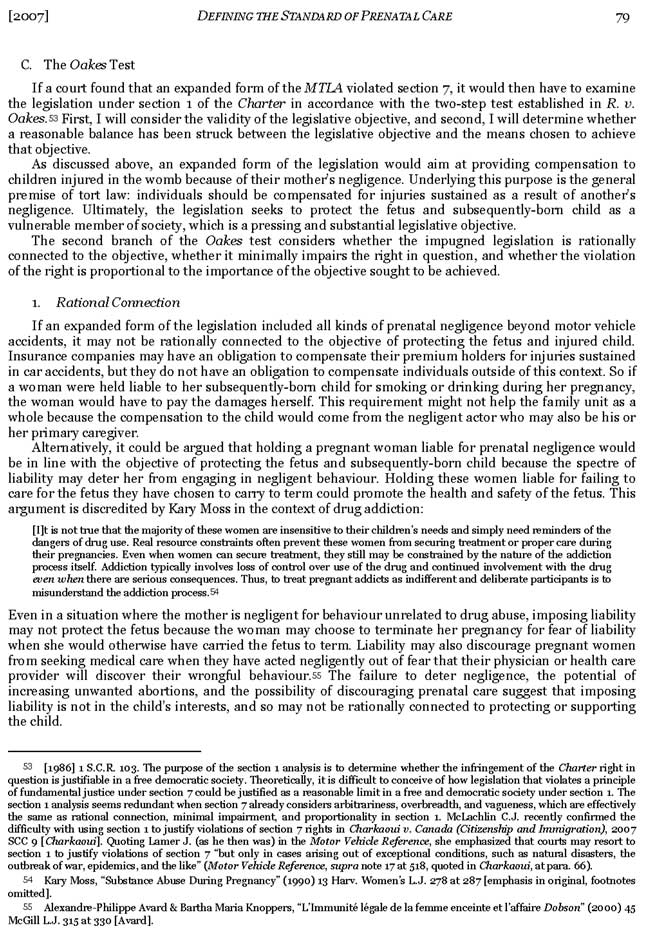 [2007] DEFINING THE STANDARD OF PRENATAL CARE 79
C. The Oakes Test
If a court found that an expanded form of the MTLA violated section 7, it would then have to examine
the legislation under section 1 of the Charter in accordance with the two-step test established in R. v.
Oakes.53 First, I will consider the validity of the legislative objective, and second, I will determine whether
a reasonable balance has been struck between the legislative objective and the means chosen to achieve
that objective.
As discussed above, an expanded form of the legislation would aim at providing compensation to
children injured in the womb because of their mother's negligence. Underlying this purpose is the general
premise of tort law: individuals should be compensated for injuries sustained as a result of another's
negligence. Ultimately, the legislation seeks to protect the fetus and subsequently-born child as a
vulnerable member of society, which is a pressing and substantial legislative objective.
The second branch of the Oakes test considers whether the impugned legislation is rationally
connected to the objective, whether it minimally impairs the right in question, and whether the violation
of the right is proportional to the importance of the objective sought to be achieved.
1. Rational Connection
If an expanded form of the legislation included all kinds of prenatal negligence beyond motor vehicle
accidents, it may not be rationally connected to the objective of protecting the fetus and injured child.
Insurance companies may have an obligation to compensate their premium holders for injuries sustained
in car accidents, but they do not have an obligation to compensate individuals outside of this context. So if
a woman were held liable to her subsequently-born child for smoking or drinking during her pregnancy,
the woman would have to pay the damages herself. This requirement might not help the family unit as a
whole because the compensation to the child would come from the negligent actor who may also be his or
her primary caregiver.
Alternatively, it could be argued that holding a pregnant woman liable for prenatal negligence would
be in line with the objective of protecting the fetus and subsequently-born child because the spectre of
liability may deter her from engaging in negligent behaviour. Holding these women liable for failing to
care for the fetus they have chosen to carry to term could promote the health and safety of the fetus. This
argument is discredited by Kary Moss in the context of drug addiction:
[I]t is not true that the majority of these women are insensitive to their children's needs and simply need reminders of the
dangers of drug use. Real resource constraints often prevent these women from securing treatment or proper care during
their pregnancies. Even when women can secure treatment, they still may be constrained by the nature of the addiction
process itself. Addiction typically involves loss of control over use of the drug and continued involvement with the drug
even when there are serious consequences. Thus, to treat pregnant addicts as indifferent and deliberate participants is to
misunderstand the addiction process.54
Even in a situation where the mother is negligent for behaviour unrelated to drug abuse, imposing liability
may not protect the fetus because the woman may choose to terminate her pregnancy for fear of liability
when she would otherwise have carried the fetus to term. Liability may also discourage pregnant women
from seeking medical care when they have acted negligently out of fear that their physician or health care
provider will discover their wrongful behaviour.55 The failure to deter negligence, the potential of
increasing unwanted abortions, and the possibility of discouraging prenatal care suggest that imposing
liability is not in the child's interests, and so may not be rationally connected to protecting or supporting
the child.
53 [1986] 1 S.C.R. 103. The purpose of the section 1 analysis is to determine whether the infringement of the Charter right in
question is justifiable in a free democratic society. Theoretically, it is difficult to conceive of how legislation that violates a principle
of fundamental justice under section 7 could be justified as a reasonable limit in a free and democratic society under section 1. The
section 1 analysis seems redundant when section 7 already considers arbitrariness, overbreadth, and vagueness, which are effectively
the same as rational connection, minimal impairment, and proportionality in section 1. McLachlin C.J. recently confirmed the
difficulty with using section 1 to justify violations of section 7 rights in Charkaoui v. Canada (Citizenship and Immigration), 2007
SCC 9 [Charkaoui]. Quoting Lamer J. (as he then was) in the Motor Vehicle Reference, she emphasized that courts may resort to
section 1 to justify violations of section 7 "but only in cases arising out of exceptional conditions, such as natural disasters, the
outbreak of war, epidemics, and the like" (Motor Vehicle Reference, supra note 17 at 518, quoted in Charkaoui, at para. 66).
54 Kary Moss, "Substance Abuse During Pregnancy" (1990) 13 Harv. Women's L.J. 278 at 287 [emphasis in original, footnotes
omitted].
55 Alexandre-Philippe Avard & Bartha Maria Knoppers, "L'Immunité légale de la femme enceinte et l'affaire Dobson" (2000) 45
McGill L.J. 315 at 330 [Avard].